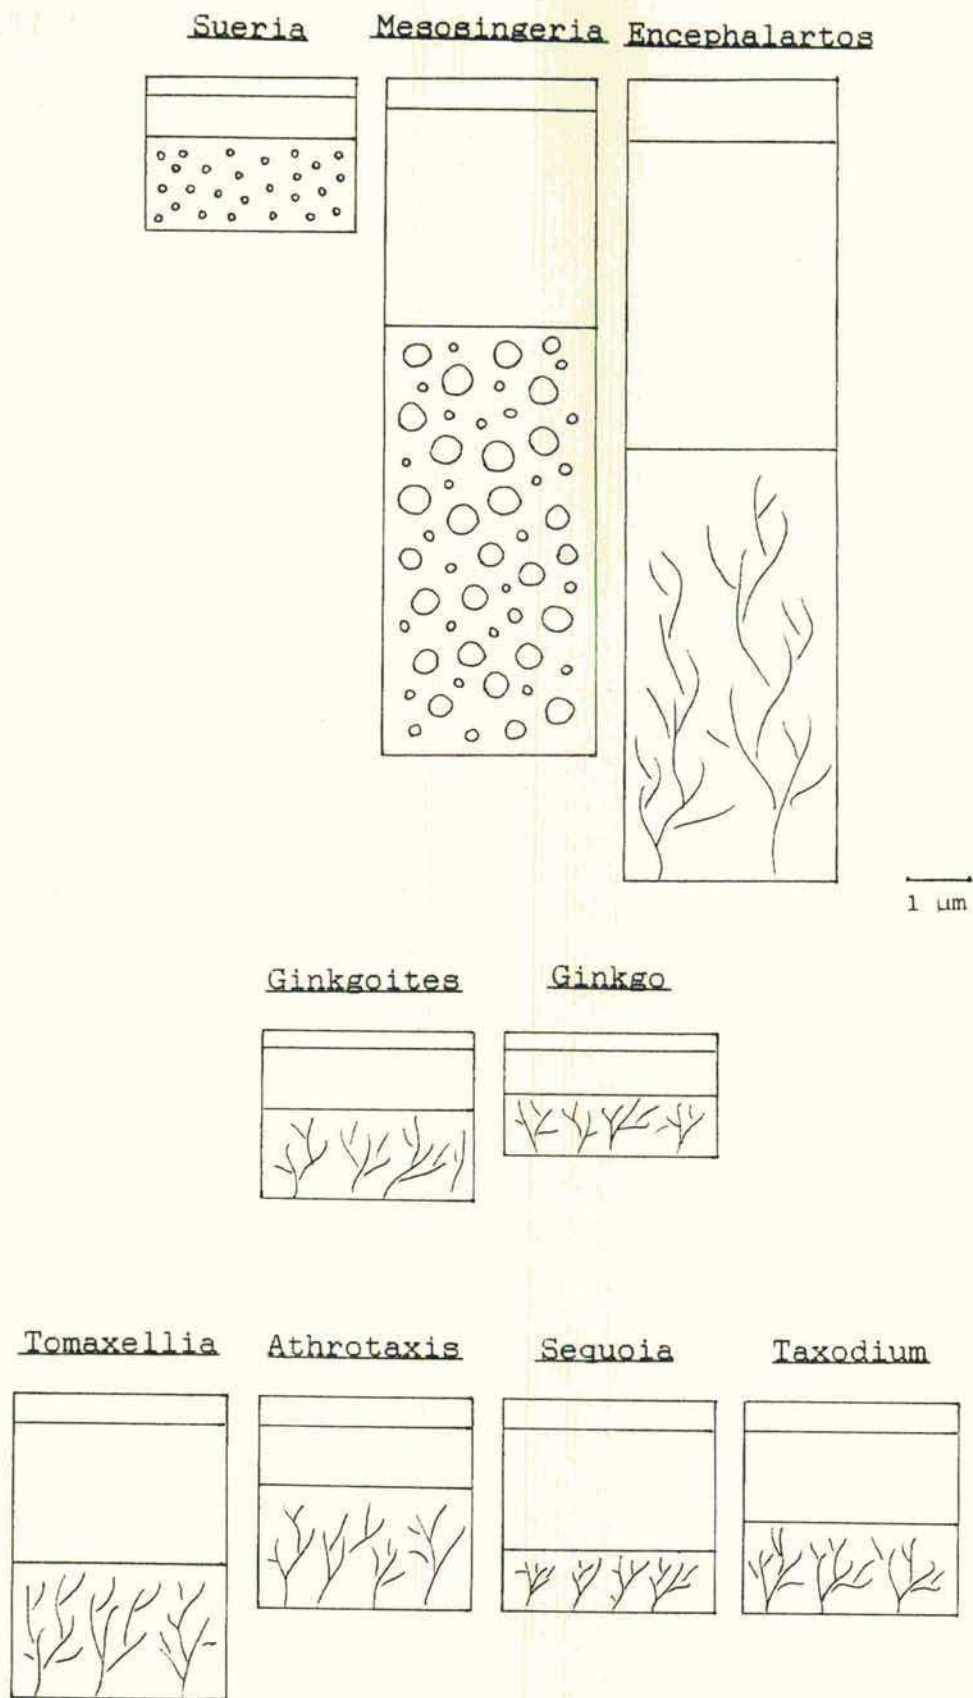 Sueria Mesosingeria Encephalartos
1 µm
Ginkgoites Ginkgo
Tomaxellia Athrotaxis Sequoia Taxodium